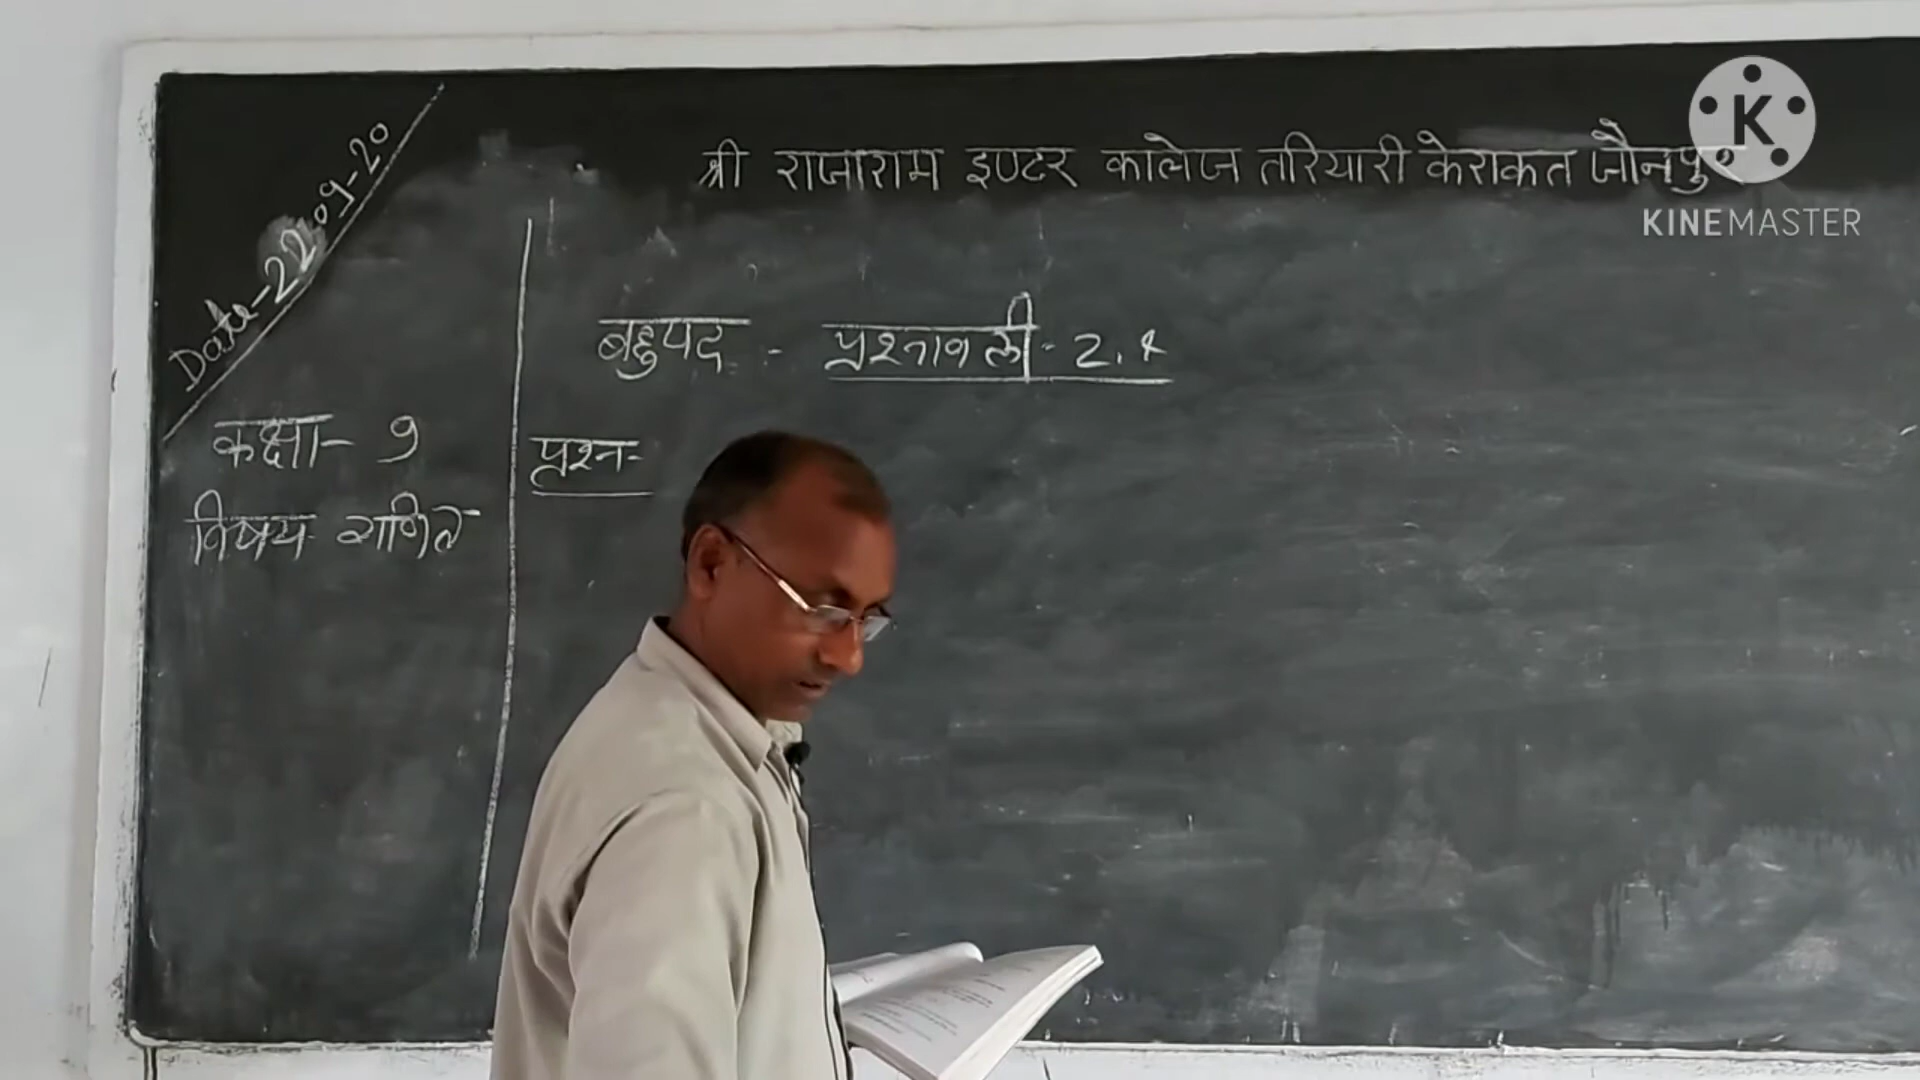 Date-22.09-20
श्री राजाराम इण्टर कालेज तरियारी केराकत जौनपुर
K
KINEMASTER
बहुपद - प्रश्नावली - 2.4
कक्षा- 9
विषय- गणित
प्रश्न-